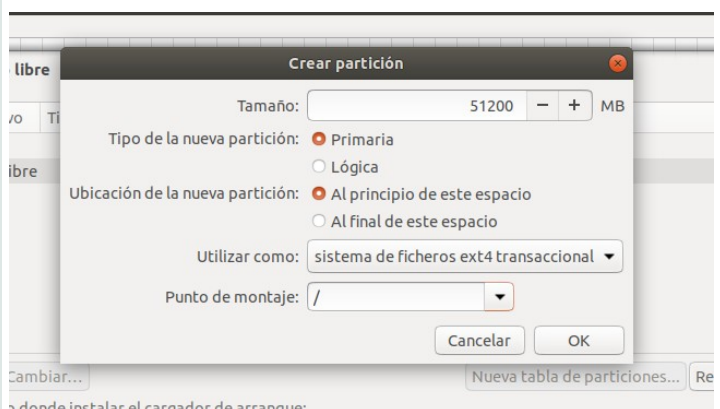 Crear partición
libre
Tamaño: 51200 − + MB
Tipo de la nueva partición: Primaria
Lógica
ibre
Ubicación de la nueva partición: Al principio de este espacio
Al final de este espacio
Utilizar como: sistema de ficheros ext4 transaccional
Punto de montaje: /
Cancelar OK
Cambiar... Nueva tabla de particiones... Re
donde instalar el cargador de arranque: